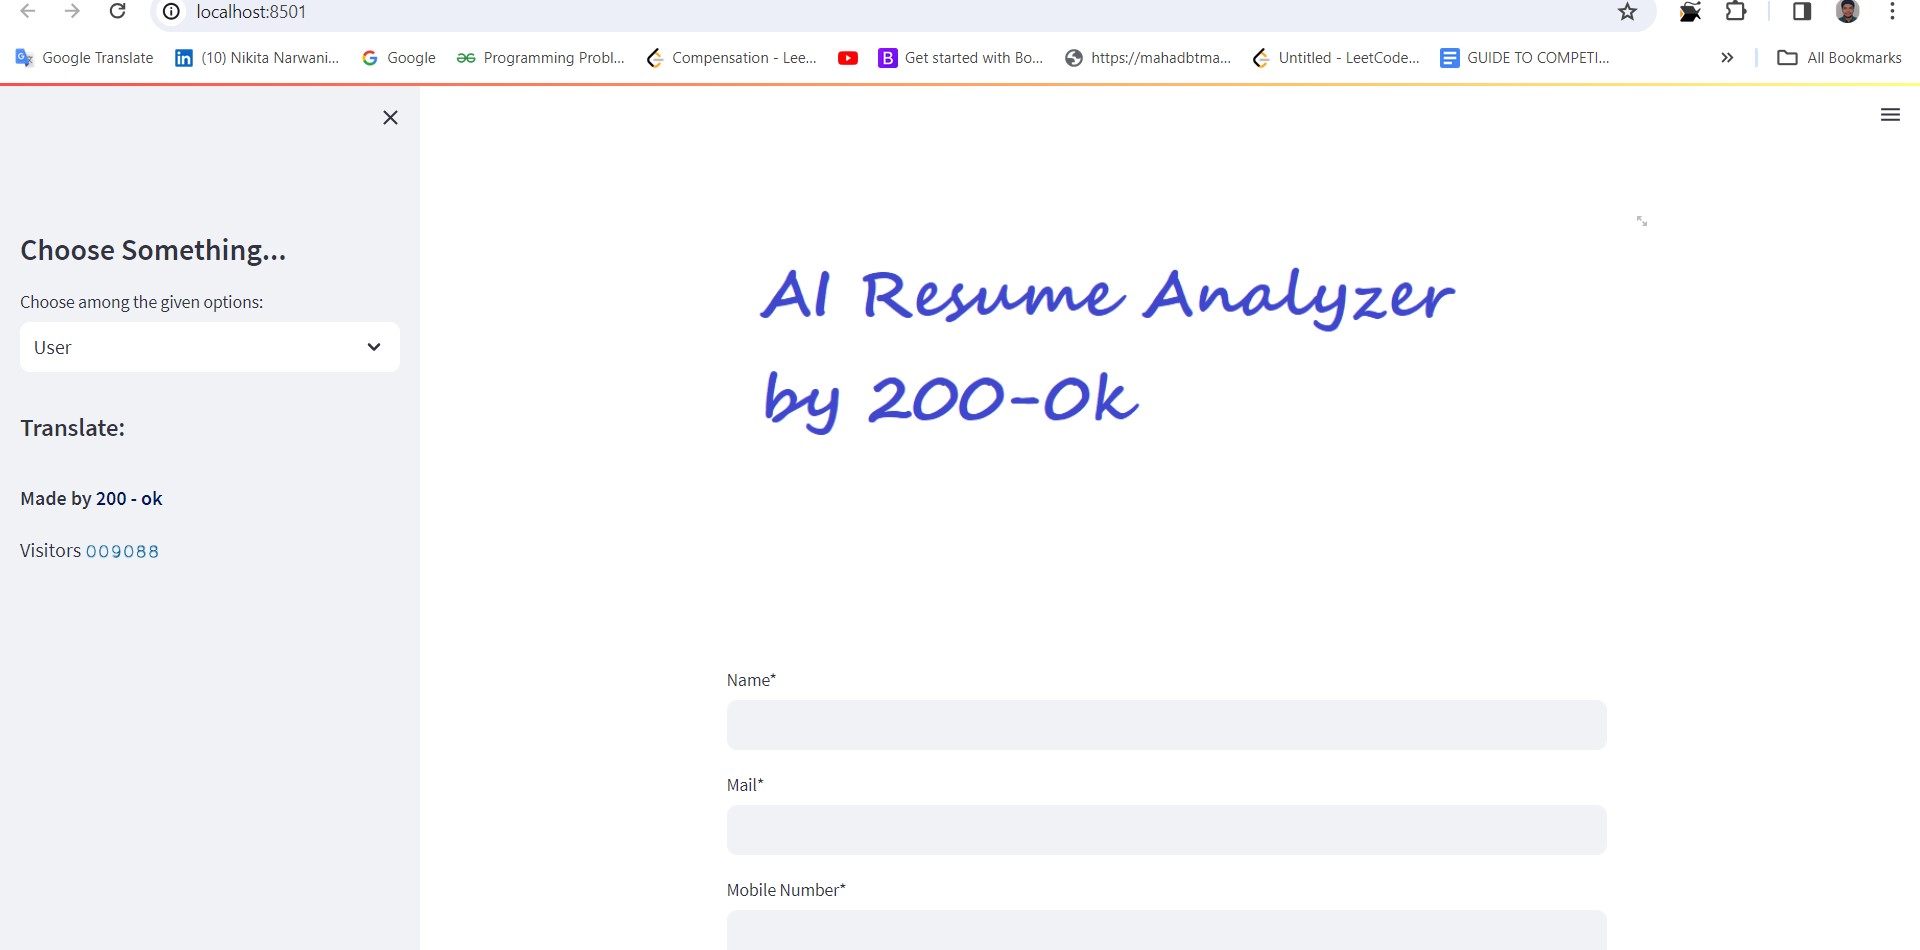 localhost:8501
Google Translate
(10) Nikita Narwani...
Google
Programming Probl...
Compensation - Lee...
Get started with Bo...
https://mahadbtma...
Untitled - LeetCode...
GUIDE TO COMPETI...
All Bookmarks
Choose Something...
Choose among the given options:
User
Translate:
Made by 200 - ok
Visitors 009088
AI Resume Analyzer
by 200-Ok
Name*
Mail*
Mobile Number*